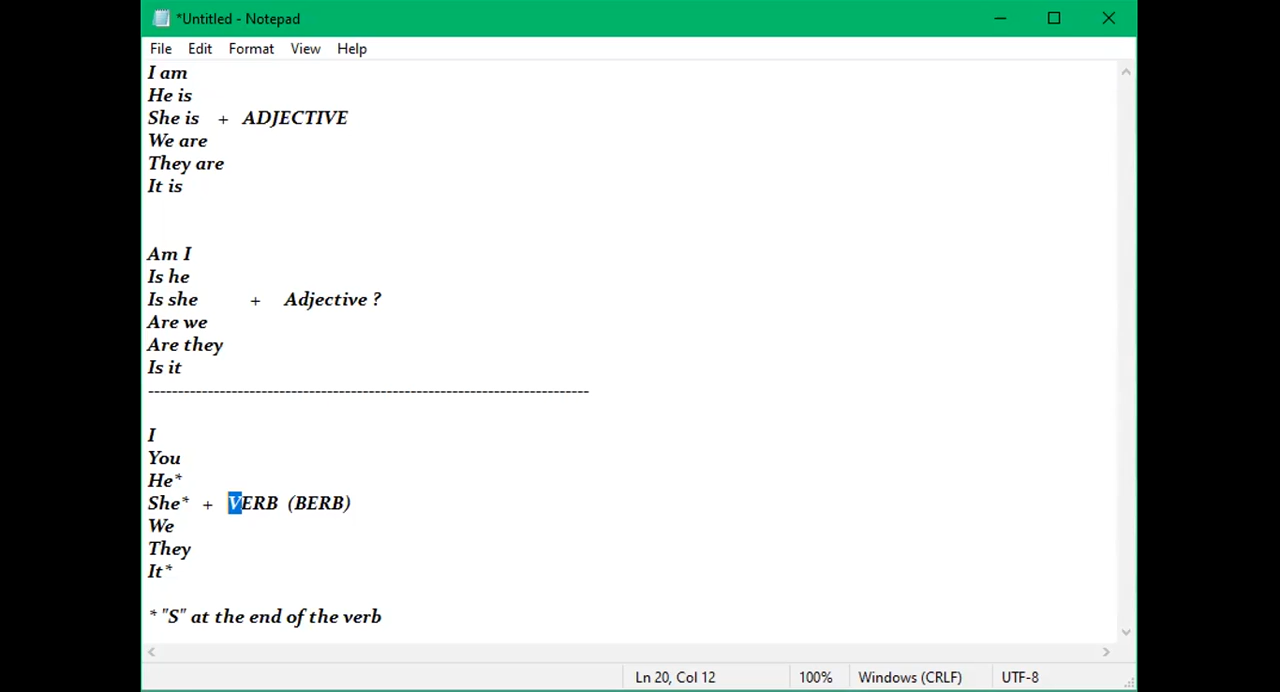 *Untitled - Notepad
File Edit Format View Help
I am
He is
She is + ADJECTIVE
We are
They are
It is
Am I
Is he
Is she + Adjective ?
Are we
Are they
Is it
--------------------------------------------------------------------------
I
You
He*
She* + VERB (BERB)
We
They
It*
* "S" at the end of the verb
Ln 20, Col 12 100% Windows (CRLF) UTF-8